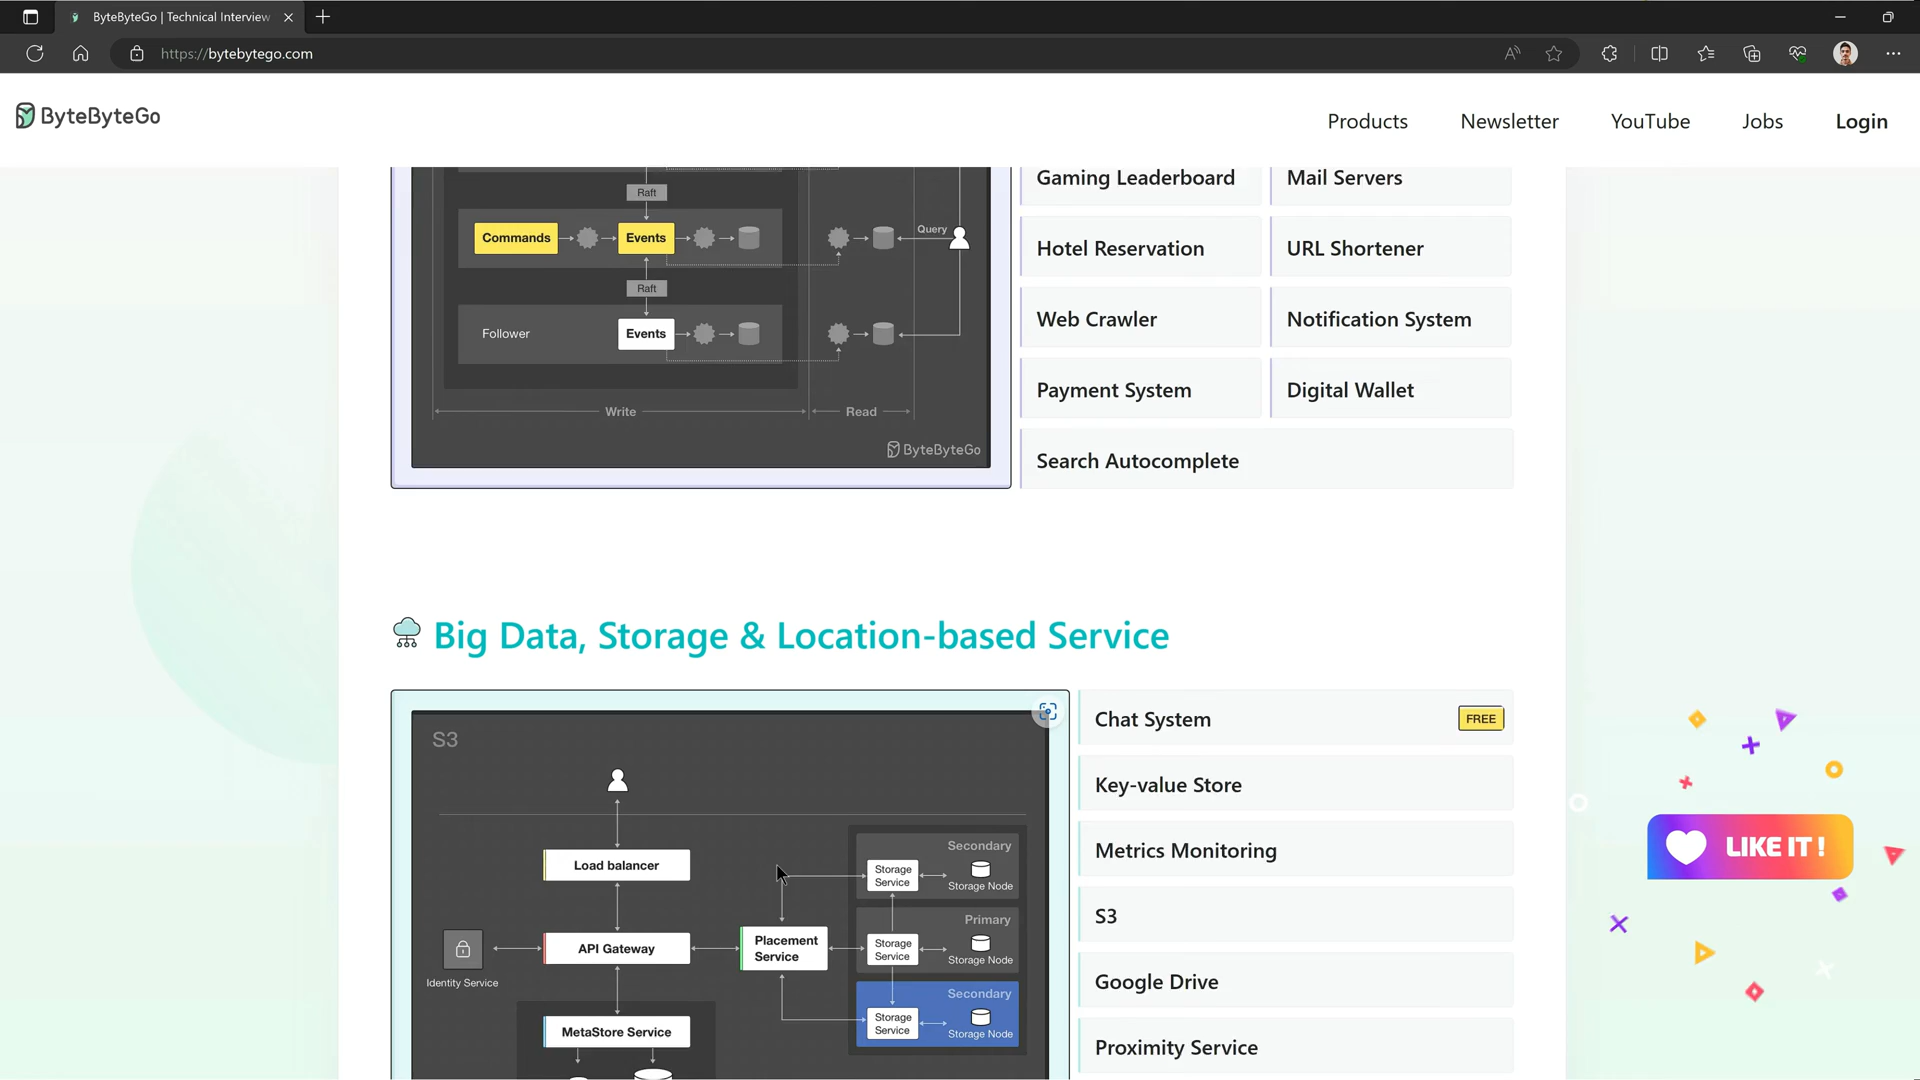 ByteByteGo | Technical Interview
https://bytebytego.com
ByteByteGo
Products
Newsletter
YouTube
Jobs
Login
Raft
Commands
Events
Query
Raft
Follower
Events
Write
Read
ByteByteGo
Gaming Leaderboard
Mail Servers
Hotel Reservation
URL Shortener
Web Crawler
Notification System
Payment System
Digital Wallet
Search Autocomplete
Big Data, Storage & Location-based Service
S3
Load balancer
API Gateway
Identity Service
MetaStore Service
Placement
Service
Secondary
Storage
Service
Storage Node
Primary
Storage
Service
Storage Node
Secondary
Storage
Service
Storage Node
Chat System
FREE
Key-value Store
Metrics Monitoring
S3
Google Drive
Proximity Service
LIKE IT !